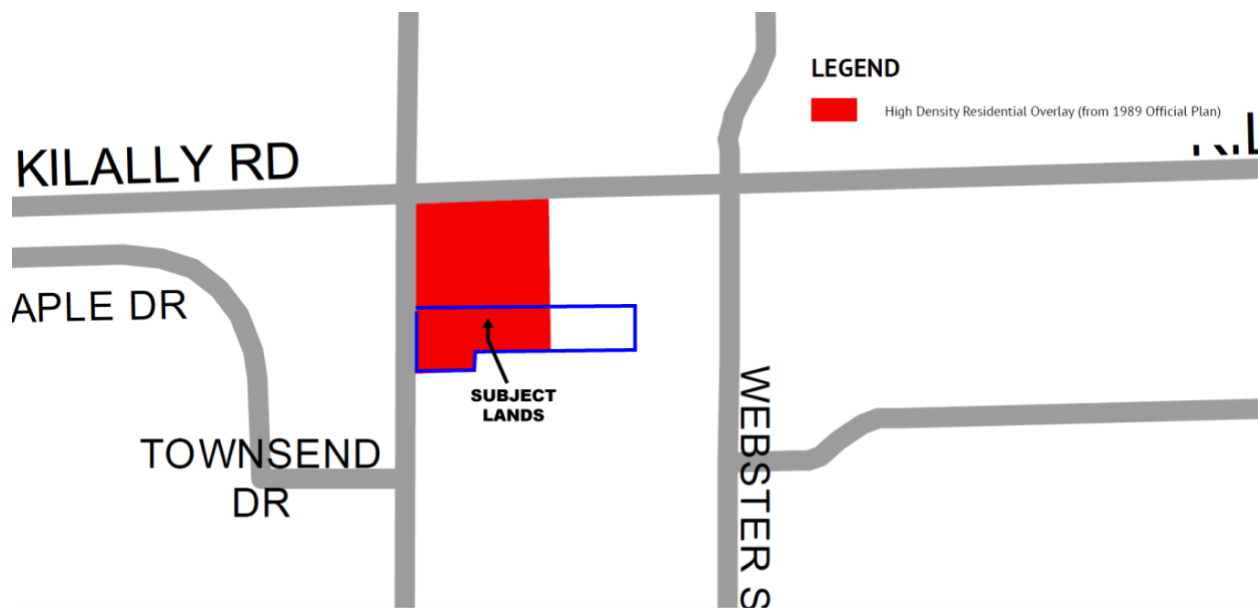 LEGEND
High Density Residential Overlay (from 1989 Official Plan)
KILALLY RD
APLE DR
SUBJECT
LANDS
TOWNSEND
DR
WEBSTER S